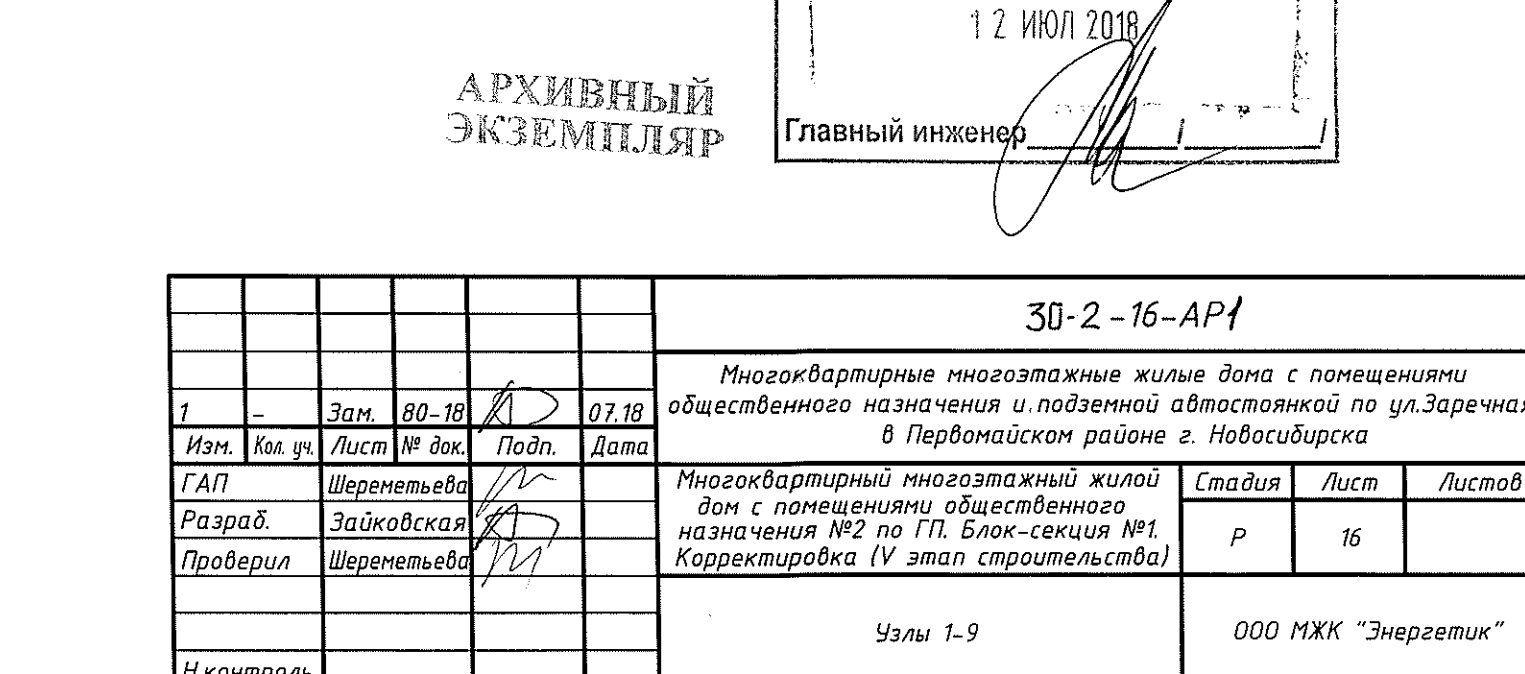 12 ИЮЛ 2018
АРХИВНЫЙ
ЭКЗЕМПЛЯР
Главный инженер / /
30-2-16-АР1
Многоквартирные многоэтажные жилые дома с помещениями
общественного назначения и подземной автостоянкой по ул.Заречная
в Первомайском районе г. Новосибирска
1 – Зам. 80-18 07.18
Изм. Кол. уч. Лист № док. Подп. Дата
ГАП Шереметьева
Разраб. Зайковская
Проверил Шереметьева
Многоквартирный многоэтажный жилой
дом с помещениями общественного
назначения №2 по ГП. Блок-секция №1.
Корректировка (V этап строительства)
Стадия Лист Листов
Р 16
Узлы 1-9
ООО МЖК "Энергетик"
Н.контроль